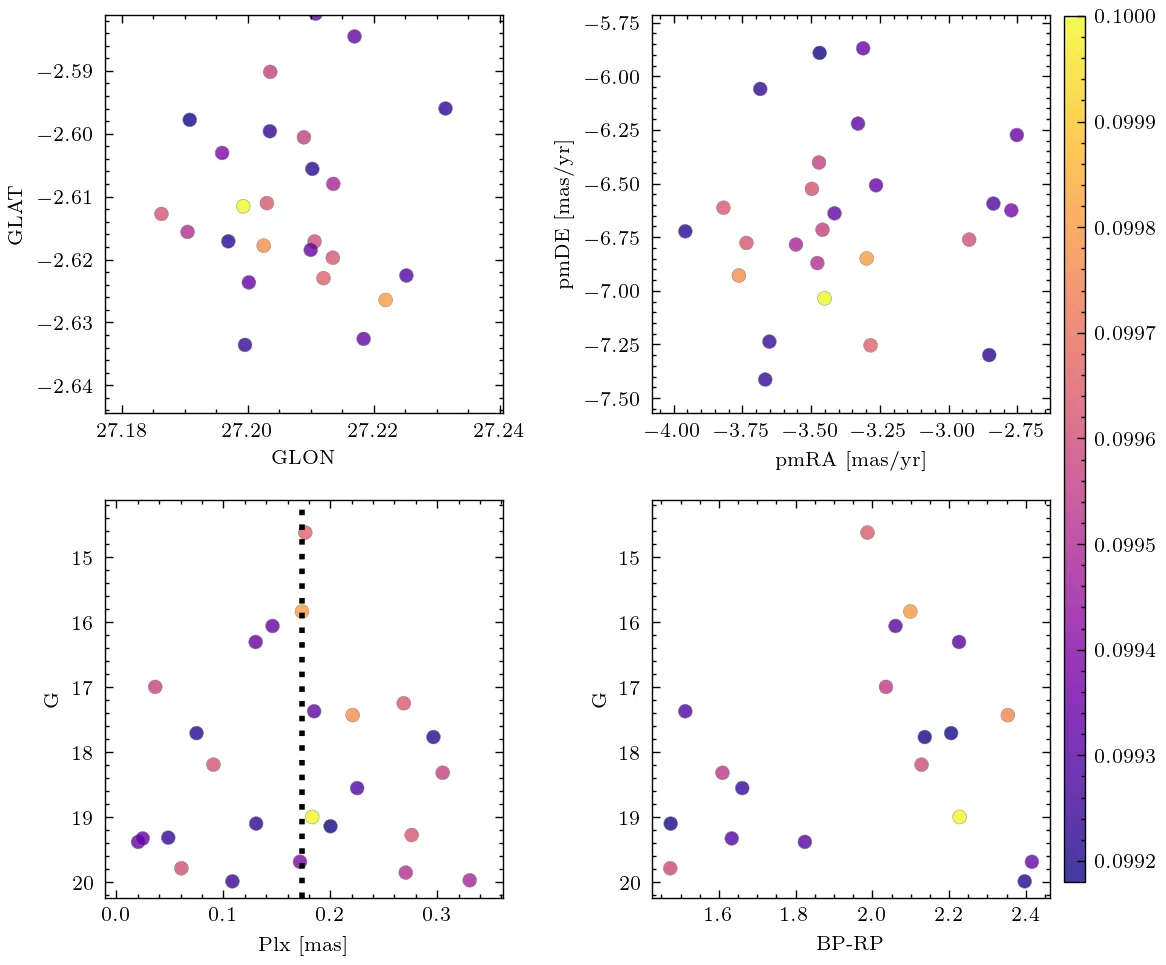 −2.59
−2.60
−2.61
−2.62
−2.63
−2.64
GLAT
27.18 27.20 27.22 27.24
GLON
−5.75
−6.00
−6.25
−6.50
−6.75
−7.00
−7.25
−7.50
pmDE [mas/yr]
−4.00 −3.75 −3.50 −3.25 −3.00 −2.75
pmRA [mas/yr]
0.1000
0.0999
0.0998
0.0997
0.0996
0.0995
0.0994
0.0993
0.0992
15
16
17
18
19
20
G
0.0 0.1 0.2 0.3
Plx [mas]
15
16
17
18
19
20
G
1.6 1.8 2.0 2.2 2.4
BP-RP